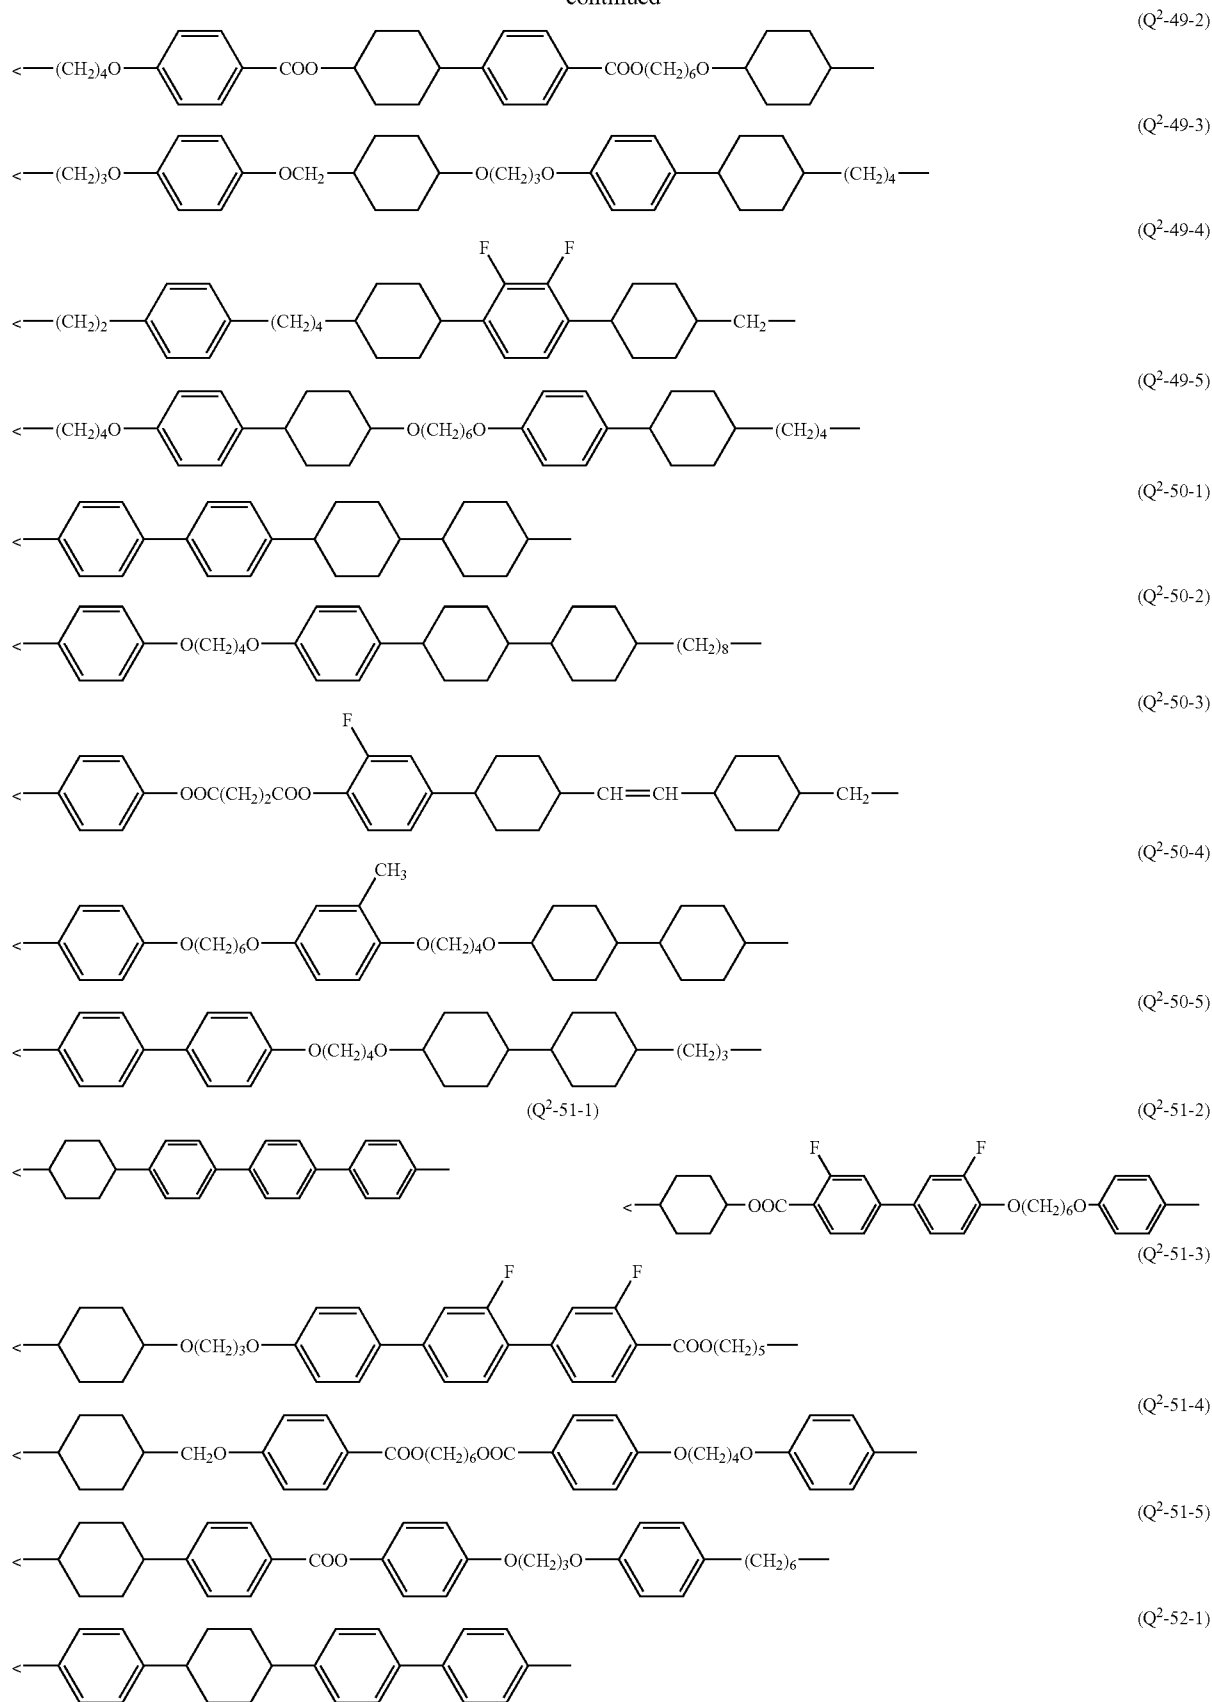 continued
(Q²-49-2)
<—(CH₂)₄O COO COO(CH₂)₆O
(Q²-49-3)
<—(CH₂)₃O OCH₂ O(CH₂)₃O (CH₂)₄—
(Q²-49-4)
F F
<—(CH₂)₂ (CH₂)₄ CH₂—
(Q²-49-5)
<—(CH₂)₄O O(CH₂)₆O (CH₂)₄—
(Q²-50-1)
<
(Q²-50-2)
< O(CH₂)₄O (CH₂)₈—
(Q²-50-3)
F
< OOC(CH₂)₂COO CH=CH CH₂—
(Q²-50-4)
CH₃
< O(CH₂)₆O O(CH₂)₄O
(Q²-50-5)
< O(CH₂)₄O (CH₂)₃—
(Q²-51-1) (Q²-51-2)
<
F F
< OOC O(CH₂)₆O
(Q²-51-3)
F F
< O(CH₂)₃O COO(CH₂)₅—
(Q²-51-4)
< CH₂O COO(CH₂)₆OOC O(CH₂)₄O
(Q²-51-5)
< COO O(CH₂)₃O (CH₂)₆—
(Q²-52-1)
<